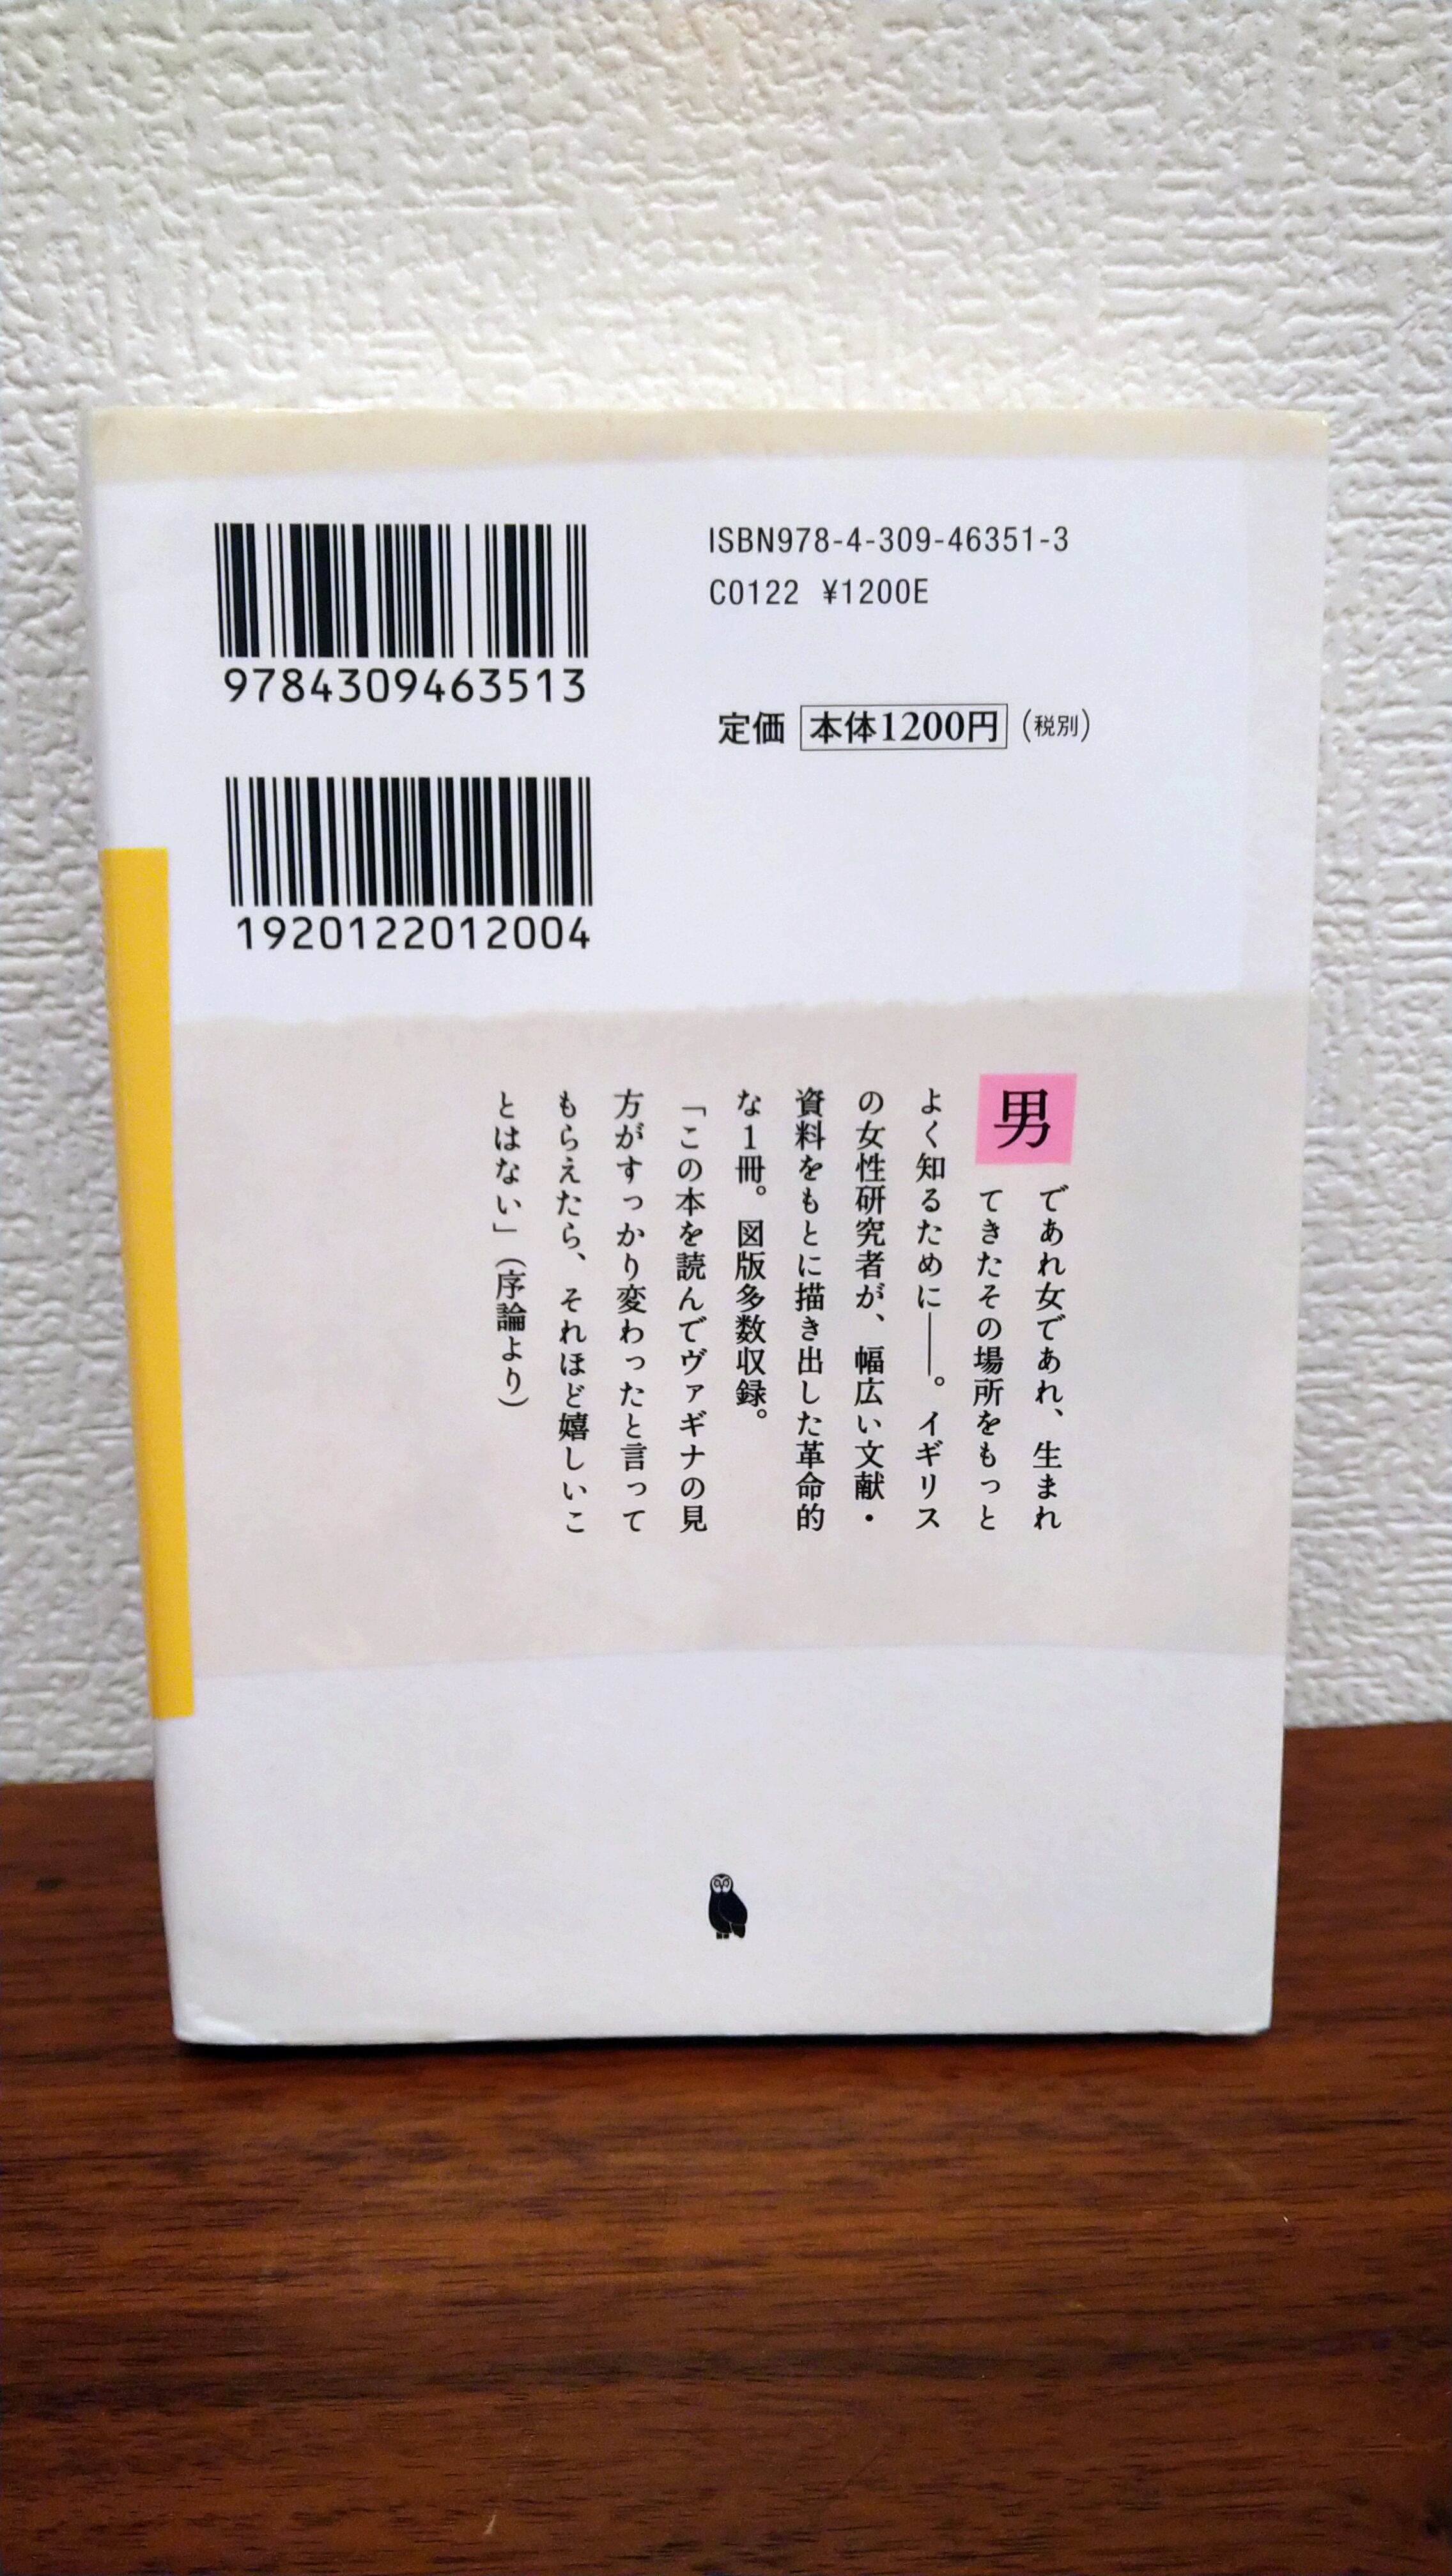 ISBN978-4-309-46351-3
C0122 ¥1200E
9784309463513
定価 本体1200円(税別)
1920122012004
男
であれ女であれ、生まれ
てきたその場所をもっと
よく知るために――。イギリス
の女性研究者が、幅広い文献・
資料をもとに描き出した革命的
な1冊。図版多数収録。
「この本を読んでヴァギナの見
方がすっかり変わったと言って
もらえたら、それほど嬉しいこ
とはない」(序論より)